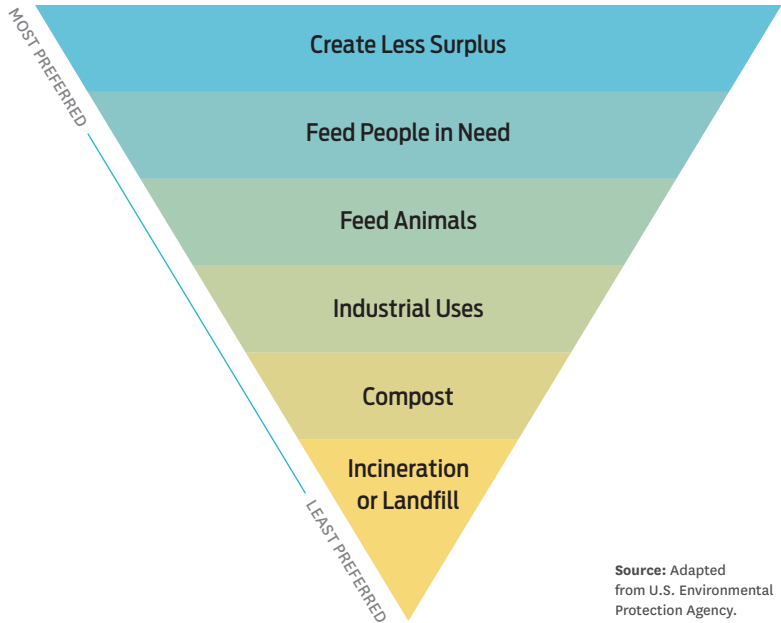 MOST PREFERRED
Create Less Surplus
Feed People in Need
Feed Animals
Industrial Uses
Compost
Incineration
or Landfill
LEAST PREFERRED
Source: Adapted
from U.S. Environmental
Protection Agency.